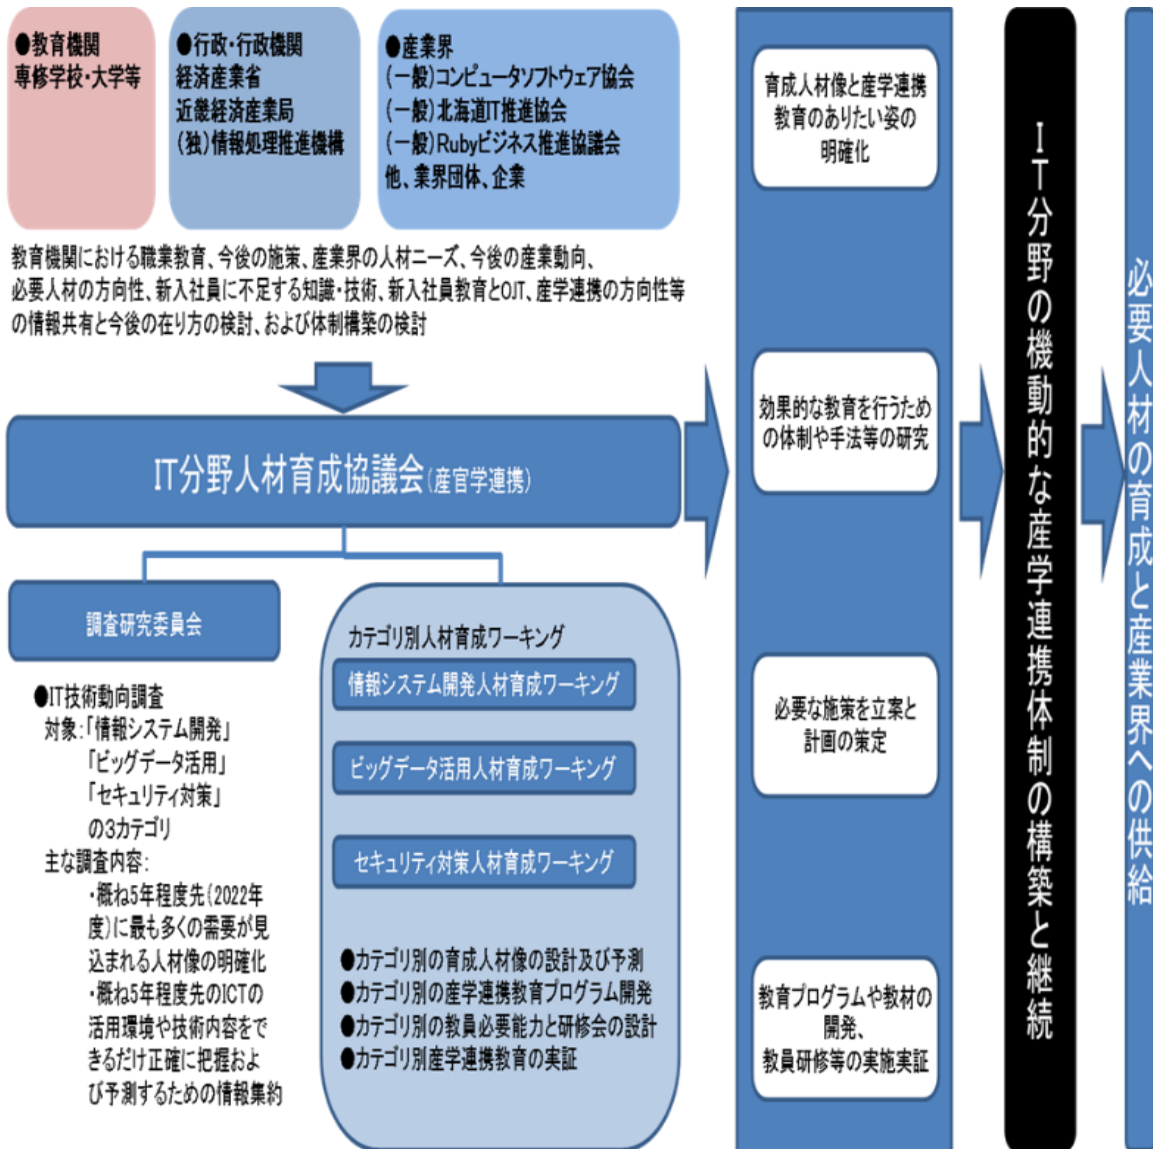 ●教育機関
専修学校・大学等
●行政・行政機関
経済産業省
近畿経済産業局
(独)情報処理推進機構
●産業界
(一般)コンピュータソフトウェア協会
(一般)北海道IT推進協会
(一般)Rubyビジネス推進協議会
他、業界団体、企業
教育機関における職業教育、今後の施策、産業界の人材ニーズ、今後の産業動向、
必要人材の方向性、新入社員に不足する知識・技術、新入社員教育とOJT、産学連携の方向性等
の情報共有と今後の在り方の検討、および体制構築の検討
IT分野人材育成協議会(産官学連携)
調査研究委員会
●IT技術動向調査
対象:「情報システム開発」
「ビッグデータ活用」
「セキュリティ対策」
の3カテゴリ
主な調査内容:
・概ね5年程度先(2022年
度)に最も多くの需要が見
込まれる人材像の明確化
・概ね5年程度先のICTの
活用環境や技術内容をで
きるだけ正確に把握およ
び予測するための情報集約
カテゴリ別人材育成ワーキング
情報システム開発人材育成ワーキング
ビッグデータ活用人材育成ワーキング
セキュリティ対策人材育成ワーキング
●カテゴリ別の育成人材像の設計及び予測
●カテゴリ別の産学連携教育プログラム開発
●カテゴリ別の教員必要能力と研修会の設計
●カテゴリ別産学連携教育の実証
育成人材像と産学連携
教育のありたい姿の
明確化
効果的な教育を行うため
の体制や手法等の研究
必要な施策を立案と
計画の策定
教育プログラムや教材の
開発、
教員研修等の実施実証
IT分野の機動的な産学連携体制の構築と継続
必要人材の育成と産業界への供給